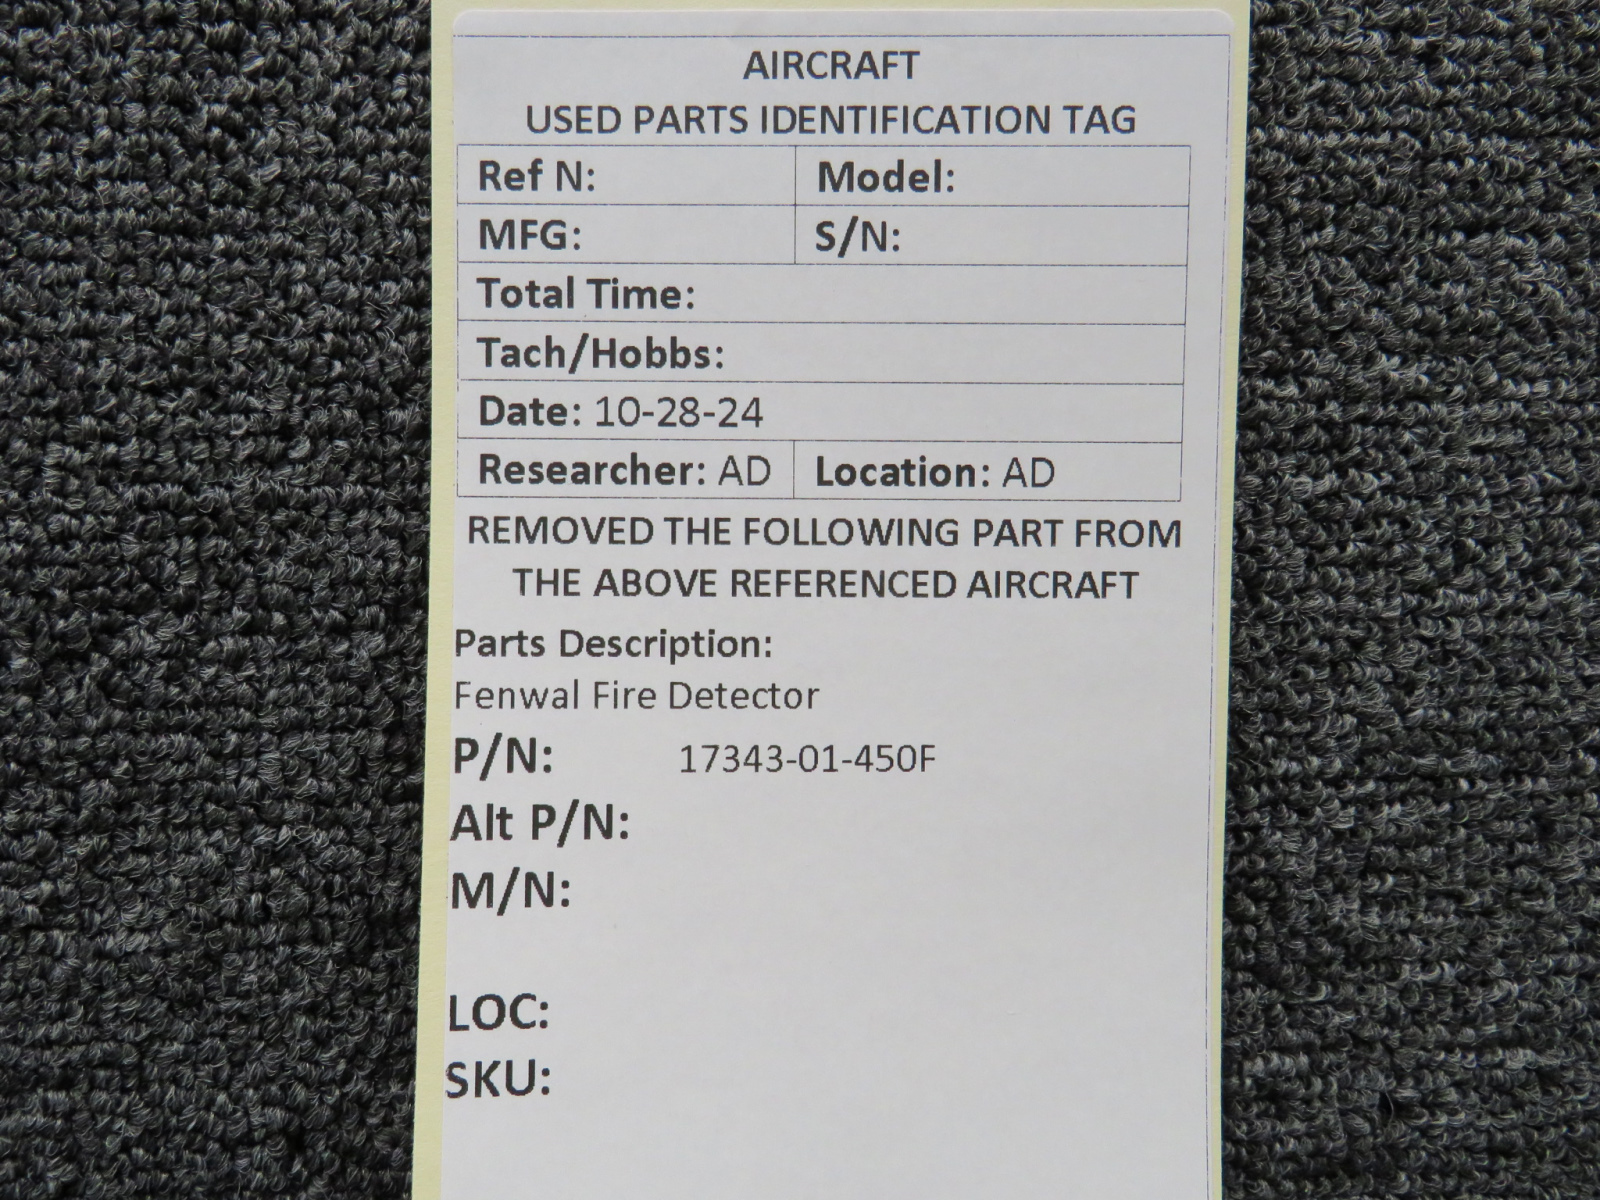 AIRCRAFT
USED PARTS IDENTIFICATION TAG
Ref N: Model:
MFG: S/N:
Total Time:
Tach/Hobbs:
Date: 10-28-24
Researcher: AD Location: AD
REMOVED THE FOLLOWING PART FROM
THE ABOVE REFERENCED AIRCRAFT
Parts Description:
Fenwal Fire Detector
P/N: 17343-01-450F
Alt P/N:
M/N:
LOC:
SKU: